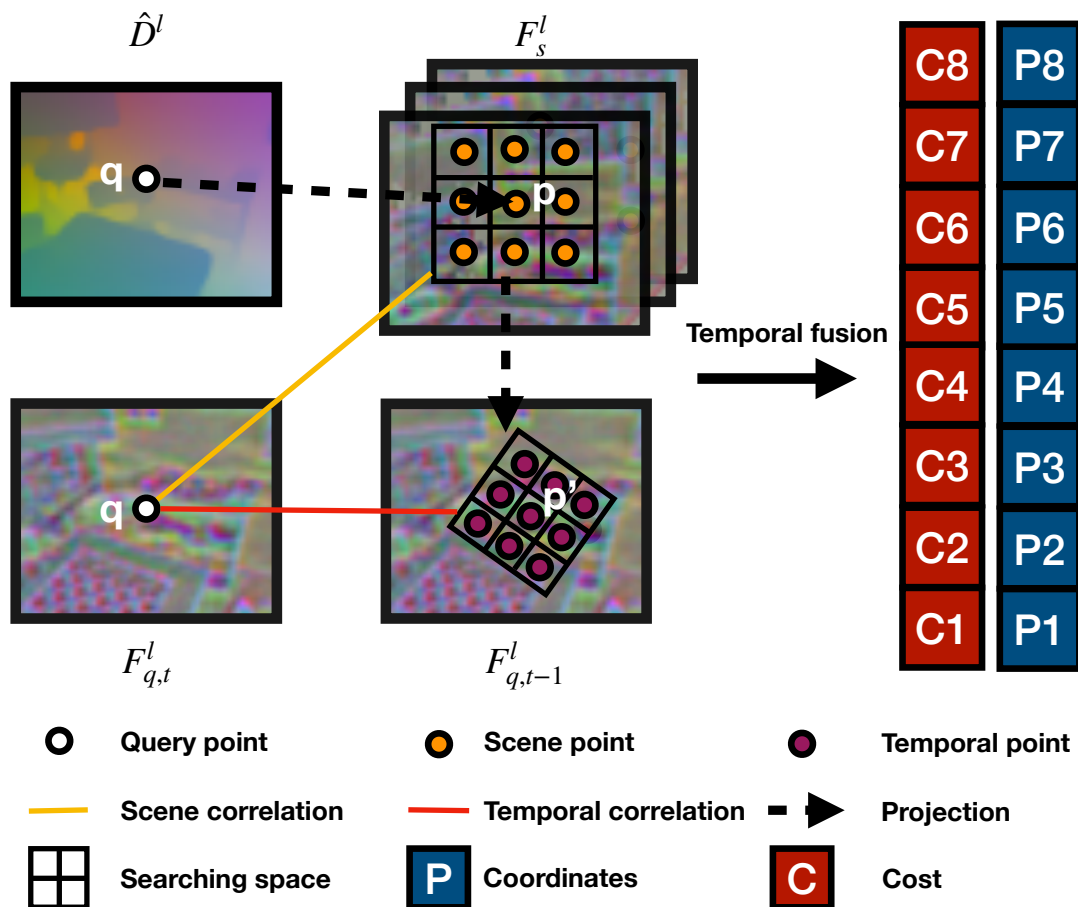 D̂^l
F_s^l
q
p
Temporal fusion
q
p'
F_{q,t}^l
F_{q,t−1}^l
C8 P8
C7 P7
C6 P6
C5 P5
C4 P4
C3 P3
C2 P2
C1 P1
Query point
Scene point
Temporal point
Scene correlation
Temporal correlation
Projection
Searching space
P Coordinates
C Cost